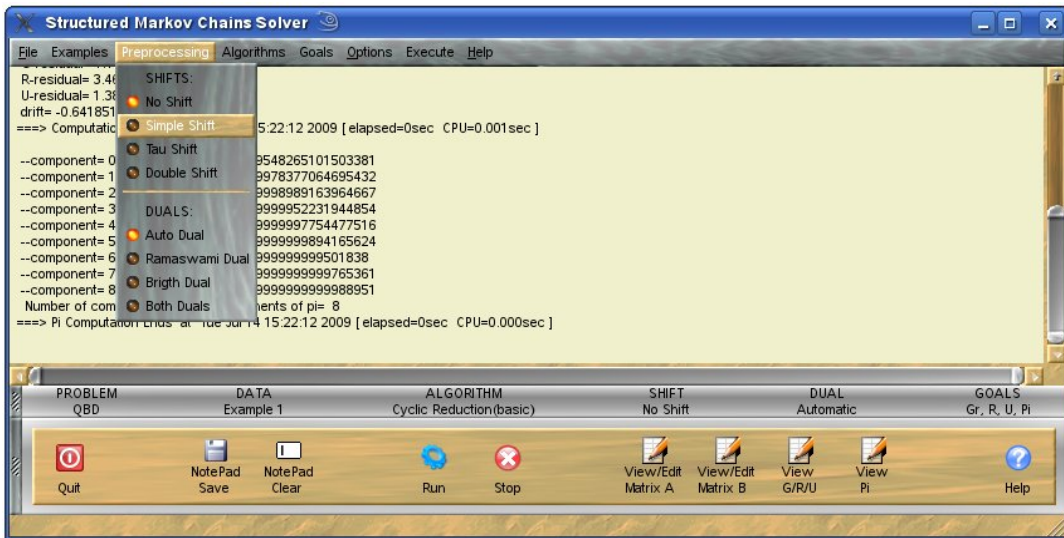 Structured Markov Chains Solver
File Examples Preprocessing Algorithms Goals Options Execute Help
R-residual= 3.46
U-residual= 1.38
drift= -0.641851
===> Computatio 15:22:12 2009 [ elapsed=0sec CPU=0.001sec ]
--component= 0 9548265101503381
--component= 1 9978377064695432
--component= 2 9998989163964667
--component= 3 9999952231944854
--component= 4 9999997754477516
--component= 5 9999999894165624
--component= 6 9999999999501838
--component= 7 9999999999765361
--component= 8 9999999999988951
Number of com ents of pi= 8
===> Pi Computation Ends at Tue Jul 14 15:22:12 2009 [ elapsed=0sec CPU=0.000sec ]
SHIFTS:
No Shift
Simple Shift
Tau Shift
Double Shift
DUALS:
Auto Dual
Ramaswami Dual
Brigth Dual
Both Duals
PROBLEM DATA ALGORITHM SHIFT DUAL GOALS
QBD Example 1 Cyclic Reduction(basic) No Shift Automatic Gr, R, U, Pi
NotePad NotePad View/Edit View/Edit View View
Quit Save Clear Run Stop Matrix A Matrix B G/R/U Pi Help